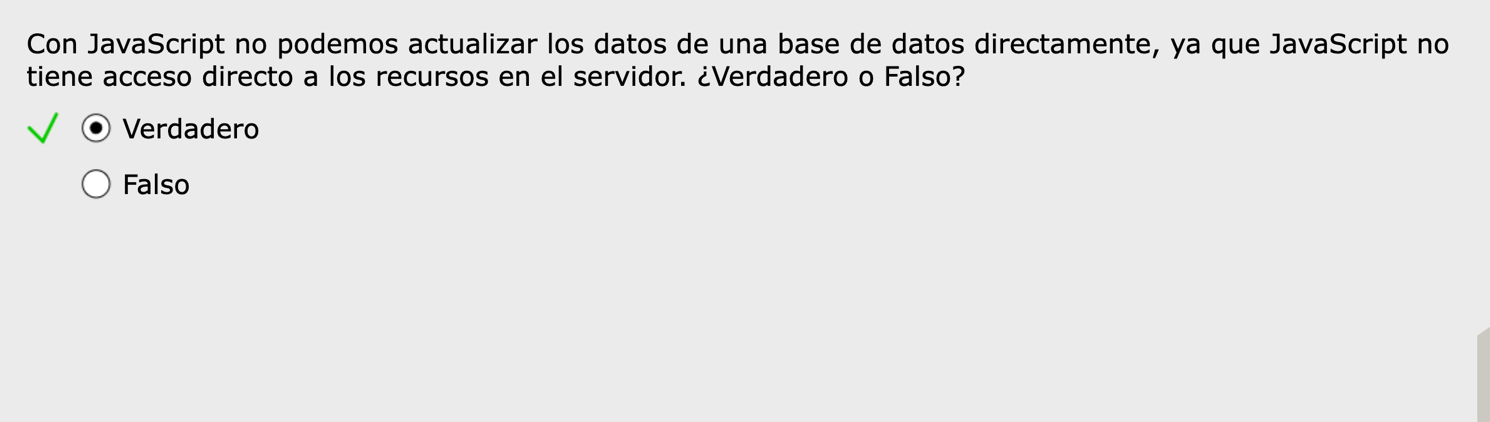 Con JavaScript no podemos actualizar los datos de una base de datos directamente, ya que JavaScript no
tiene acceso directo a los recursos en el servidor. ¿Verdadero o Falso?
Verdadero
Falso